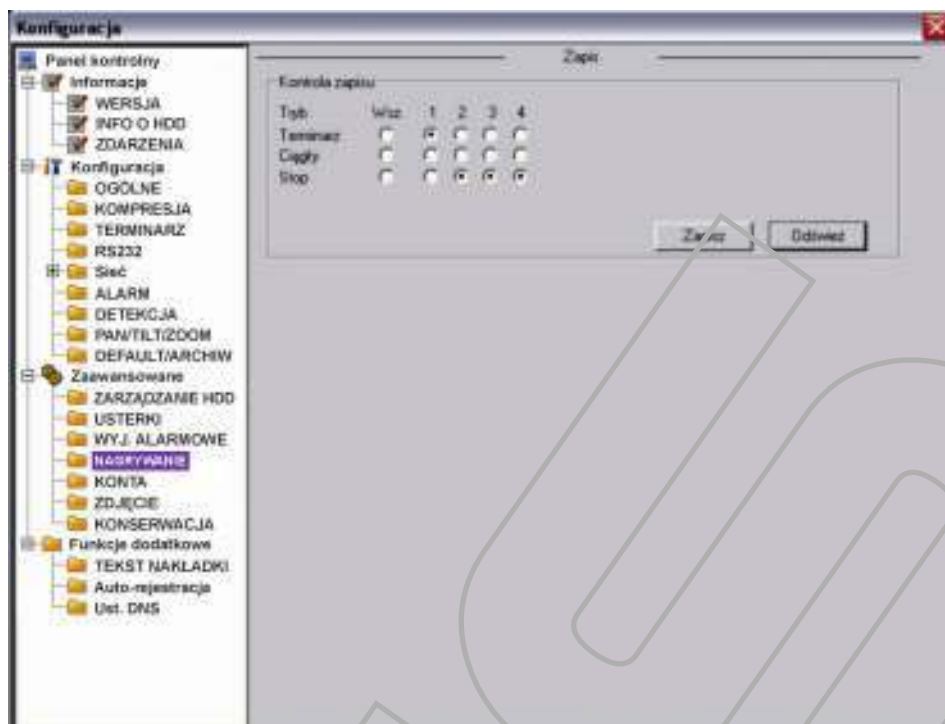 Konfiguracja
Panel kontrolny
Informacje
WERSJA
INFO O HDD
ZDARZENIA
Konfiguracja
OGÓLNE
KOMPRESJA
TERMINARZ
RS232
Sieć
ALARM
DETEKCJA
PAN/TILT/ZOOM
DEFAULT/ARCHIW
Zaawansowane
ZARZĄDZANIE HDD
USTERKI
WYJ. ALARMOWE
NAGRYWANIE
KONTA
ZDJĘCIE
KONSERWACJA
Funkcje dodatkowe
TEKST NAKŁADKI
Auto-rejestracja
Ust. DNS
Zapis
Kontrola zapisu
Tryb Wsz 1 2 3 4
Terminarz
Ciągły
Stop
Zapisz Odśwież